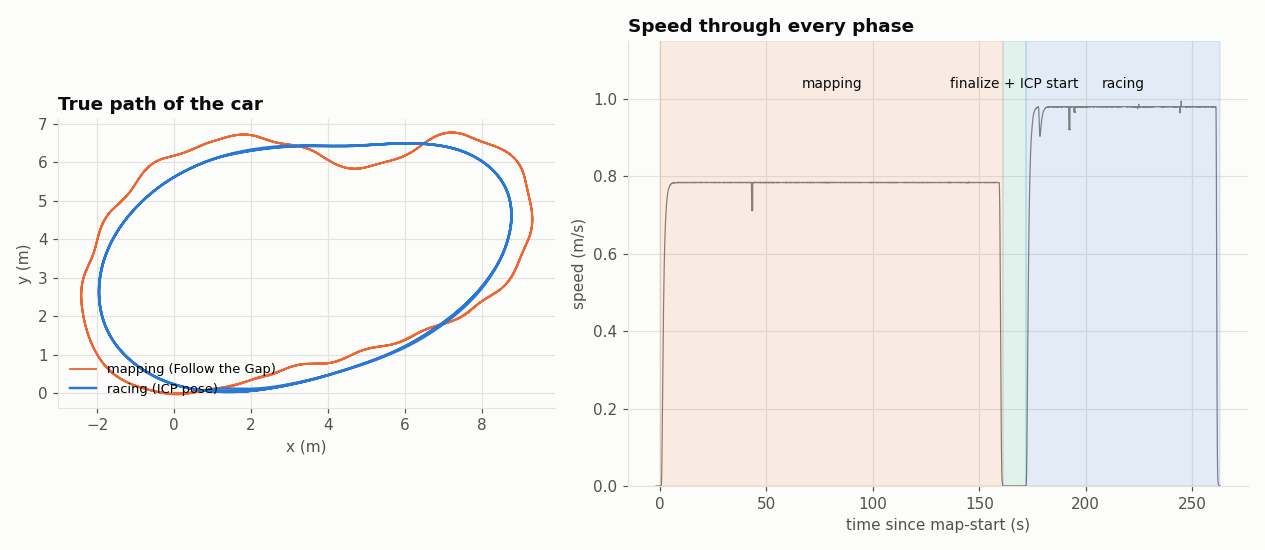 True path of the car
7
6
5
4
3
2
1
0
y (m)
mapping (Follow the Gap)
racing (ICP pose)
−2
0
2
4
6
8
x (m)
Speed through every phase
mapping
finalize + ICP start
racing
1.0
0.8
0.6
0.4
0.2
0.0
speed (m/s)
0
50
100
150
200
250
time since map-start (s)